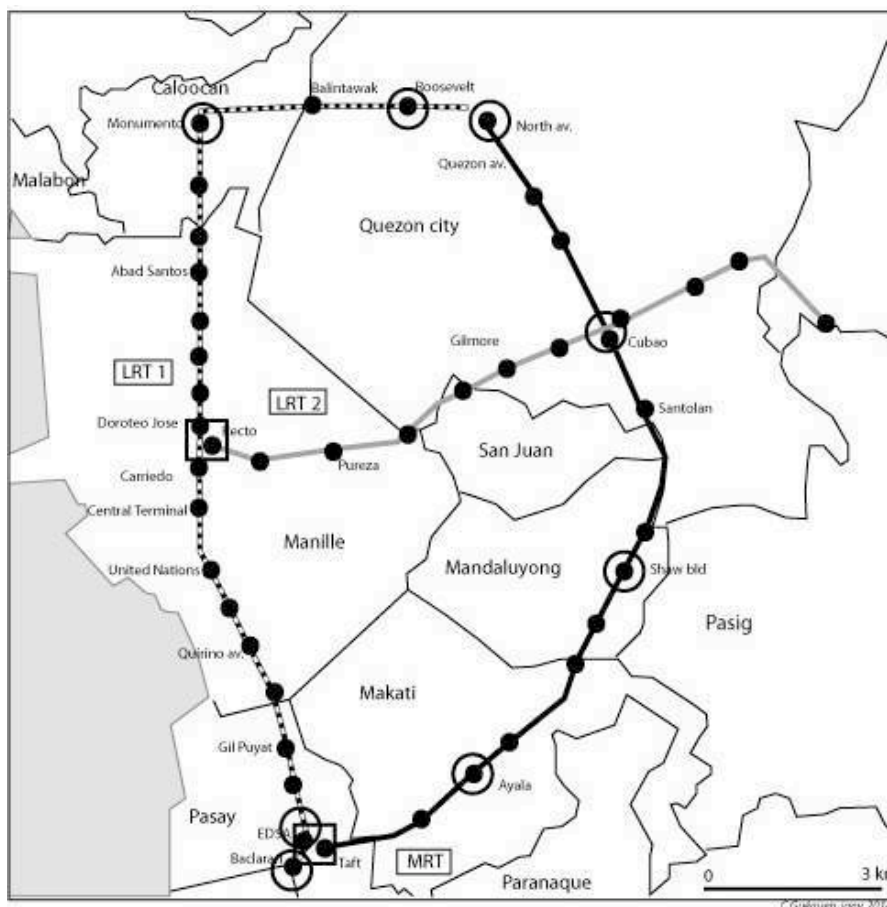 Caloocan
Balintawak
Roosevelt
Monumento
North av.
Quezon av.
Malabon
Quezon city
Abad Santos
Gilmore
Cubao
LRT 1
LRT 2
Santolan
Doroteo Jose
Recto
San Juan
Pureza
Carriedo
Central Terminal
Manille
Mandaluyong
United Nations
Shaw bld
Pasig
Quirino av.
Makati
Gil Puyat
Ayala
Pasay
EDSA
Baclaran
Taft
MRT
Paranaque
0 3 km